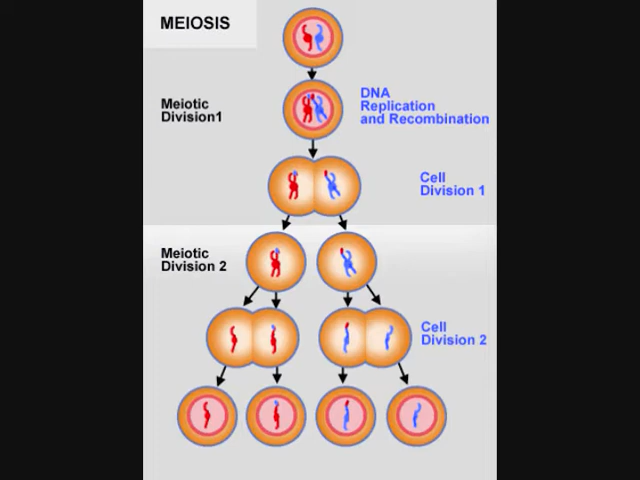 MEIOSIS
Meiotic
Division1
DNA
Replication
and Recombination
Cell
Division 1
Meiotic
Division 2
Cell
Division 2